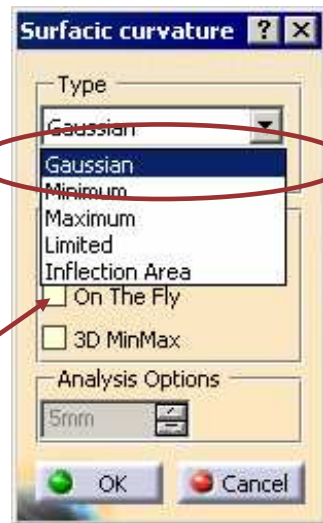 Surfacic curvature ? X
Type
Gaussian
Gaussian
Minimum
Maximum
Limited
Inflection Area
On The Fly
3D MinMax
Analysis Options
5mm
OK Cancel